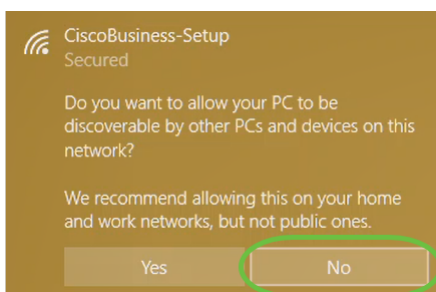 CiscoBusiness-Setup
Secured
Do you want to allow your PC to be
discoverable by other PCs and devices on this
network?
We recommend allowing this on your home
and work networks, but not public ones.
Yes
No